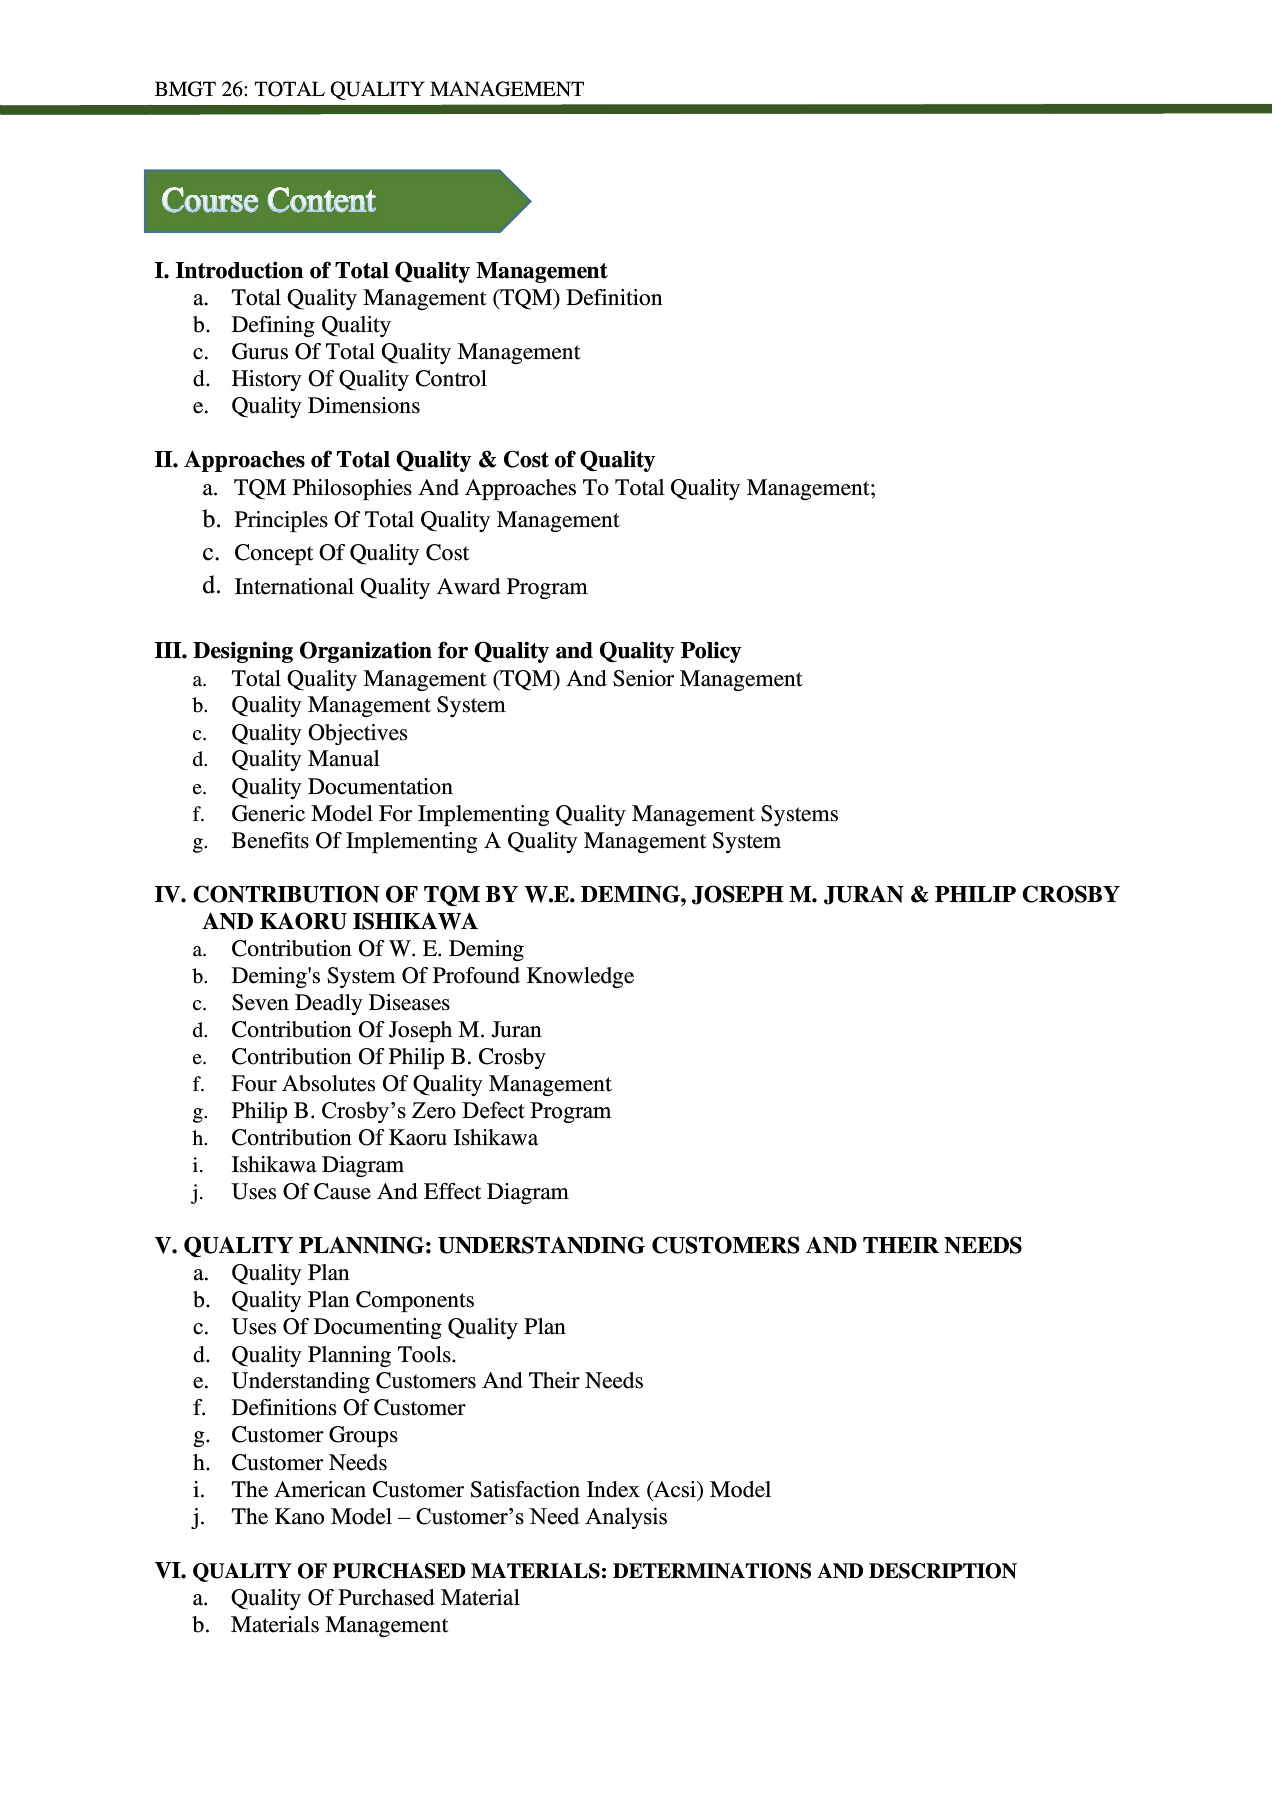 BMGT 26: TOTAL QUALITY MANAGEMENT
Course Content
I. Introduction of Total Quality Management
a. Total Quality Management (TQM) Definition
b. Defining Quality
c. Gurus Of Total Quality Management
d. History Of Quality Control
e. Quality Dimensions
II. Approaches of Total Quality & Cost of Quality
a. TQM Philosophies And Approaches To Total Quality Management;
b. Principles Of Total Quality Management
c. Concept Of Quality Cost
d. International Quality Award Program
III. Designing Organization for Quality and Quality Policy
a. Total Quality Management (TQM) And Senior Management
b. Quality Management System
c. Quality Objectives
d. Quality Manual
e. Quality Documentation
f. Generic Model For Implementing Quality Management Systems
g. Benefits Of Implementing A Quality Management System
IV. CONTRIBUTION OF TQM BY W.E. DEMING, JOSEPH M. JURAN & PHILIP CROSBY
AND KAORU ISHIKAWA
a. Contribution Of W. E. Deming
b. Deming's System Of Profound Knowledge
c. Seven Deadly Diseases
d. Contribution Of Joseph M. Juran
e. Contribution Of Philip B. Crosby
f. Four Absolutes Of Quality Management
g. Philip B. Crosby’s Zero Defect Program
h. Contribution Of Kaoru Ishikawa
i. Ishikawa Diagram
j. Uses Of Cause And Effect Diagram
V. QUALITY PLANNING: UNDERSTANDING CUSTOMERS AND THEIR NEEDS
a. Quality Plan
b. Quality Plan Components
c. Uses Of Documenting Quality Plan
d. Quality Planning Tools.
e. Understanding Customers And Their Needs
f. Definitions Of Customer
g. Customer Groups
h. Customer Needs
i. The American Customer Satisfaction Index (Acsi) Model
j. The Kano Model – Customer’s Need Analysis
VI. QUALITY OF PURCHASED MATERIALS: DETERMINATIONS AND DESCRIPTION
a. Quality Of Purchased Material
b. Materials Management